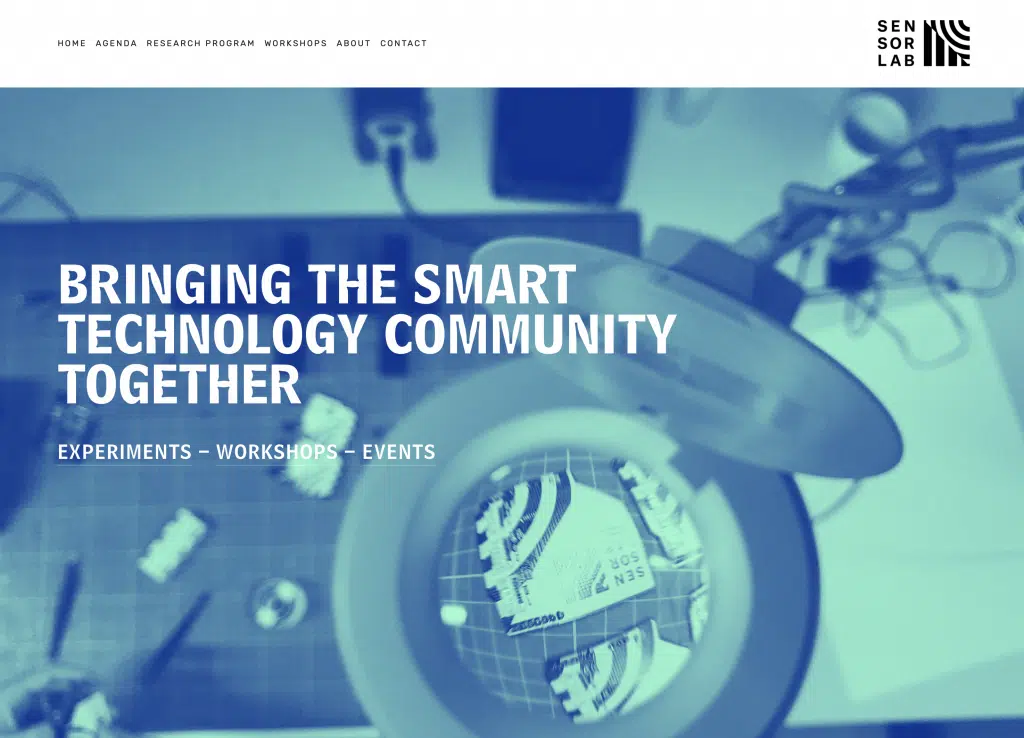 HOME AGENDA RESEARCH PROGRAM WORKSHOPS ABOUT CONTACT
SEN
SOR
LAB
BRINGING THE SMART
TECHNOLOGY COMMUNITY
TOGETHER
EXPERIMENTS – WORKSHOPS – EVENTS
SEN
SOR